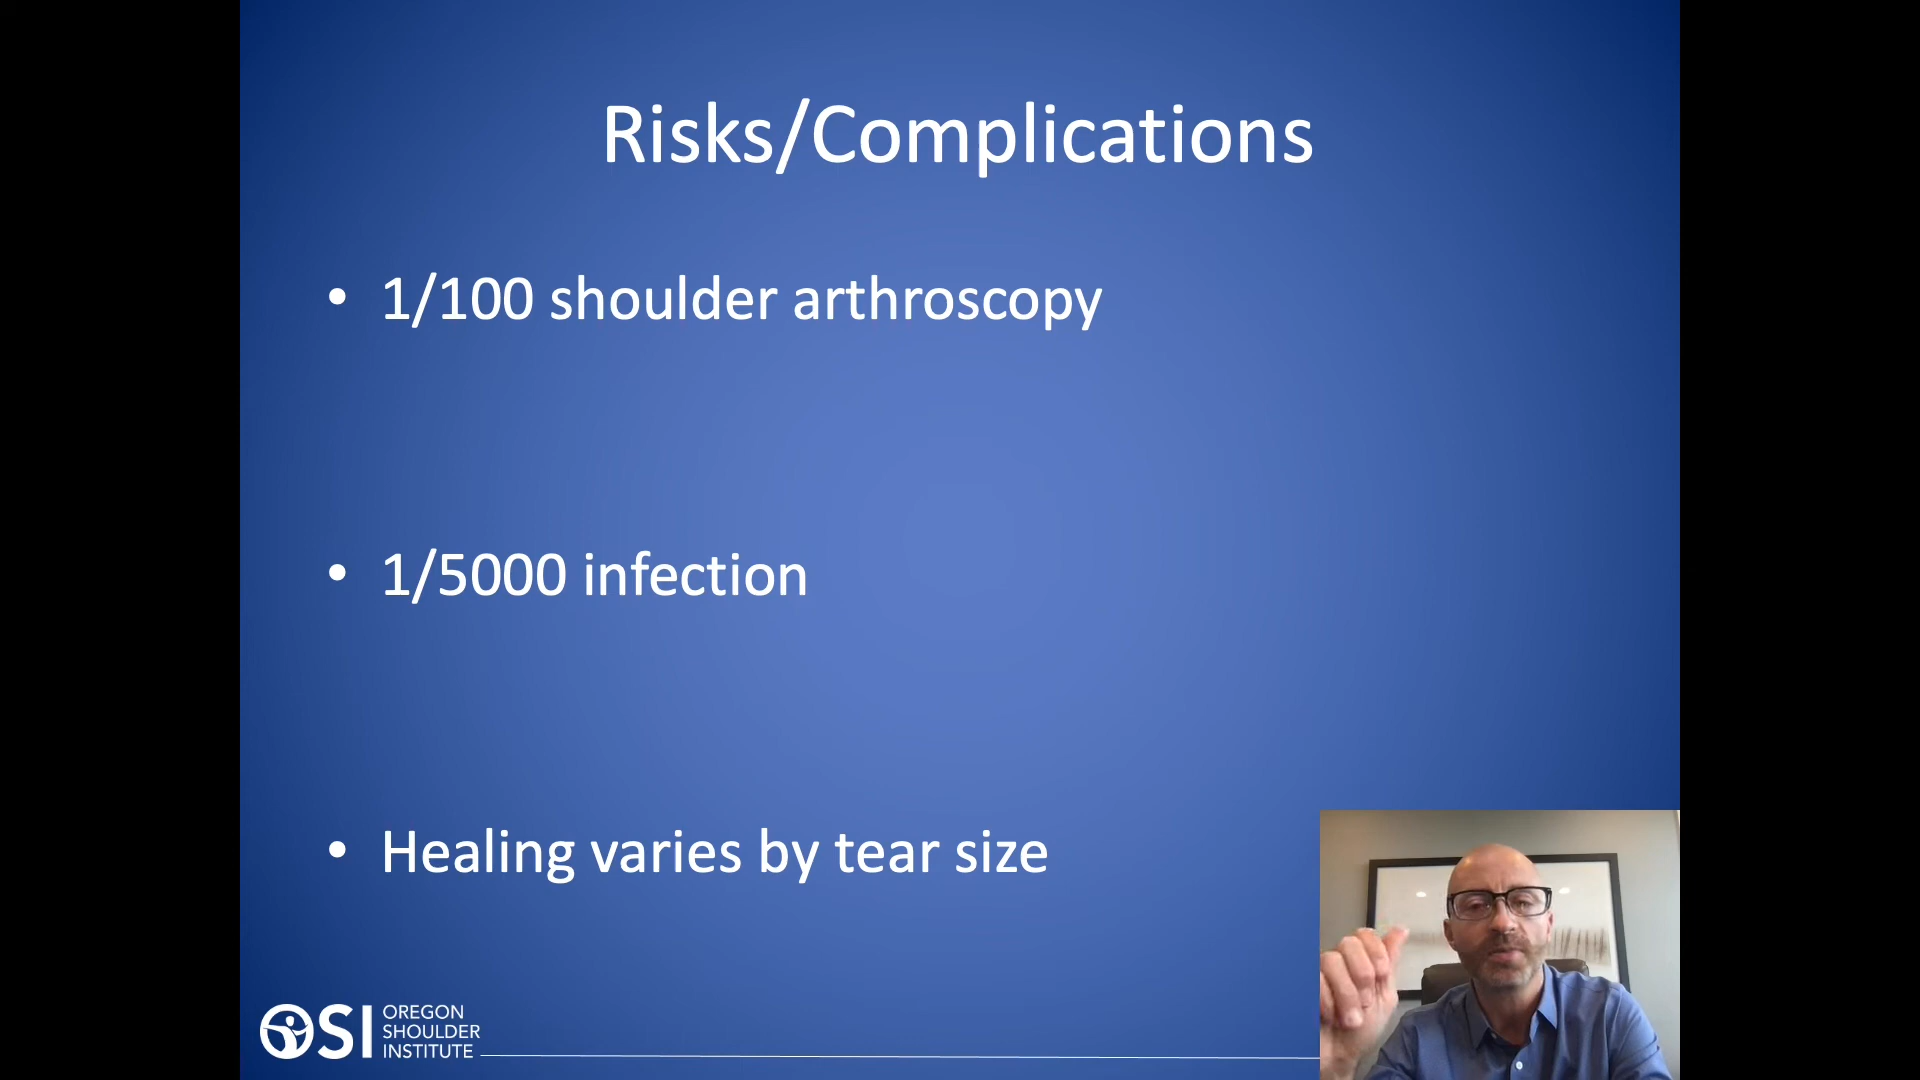 Risks/Complications
• 1/100 shoulder arthroscopy
• 1/5000 infection
• Healing varies by tear size
OSI
OREGON
SHOULDER
INSTITUTE